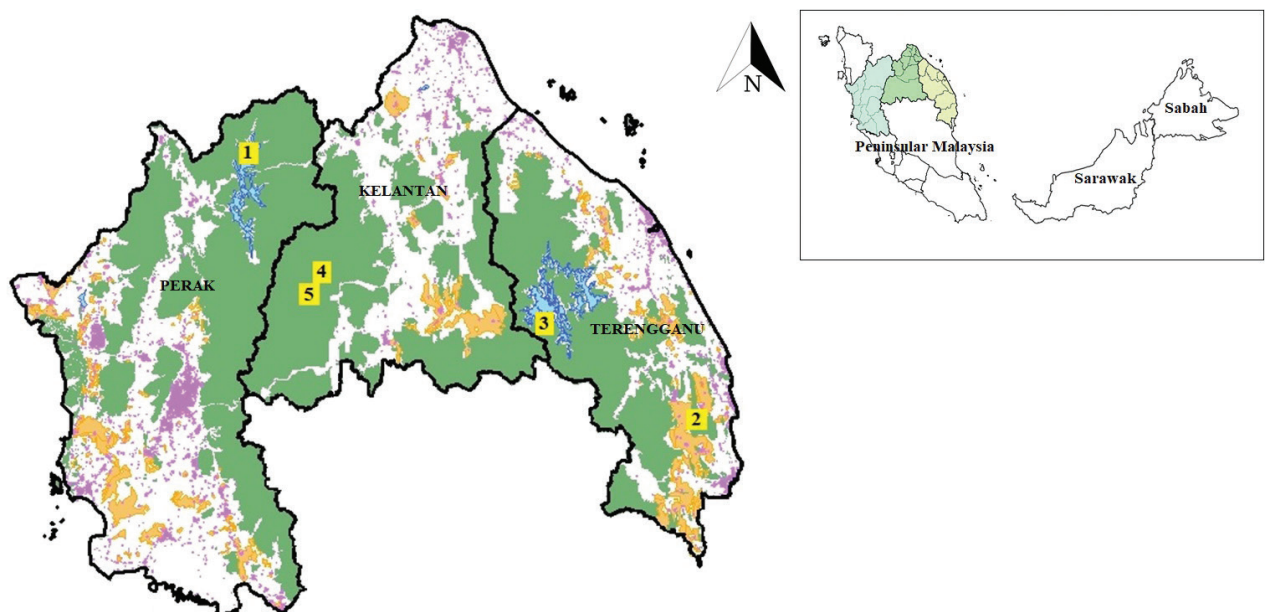 1
KELANTAN
4
PERAK
5
3
TERENGGANU
2
N
Sabah
Peninsular Malaysia
Sarawak